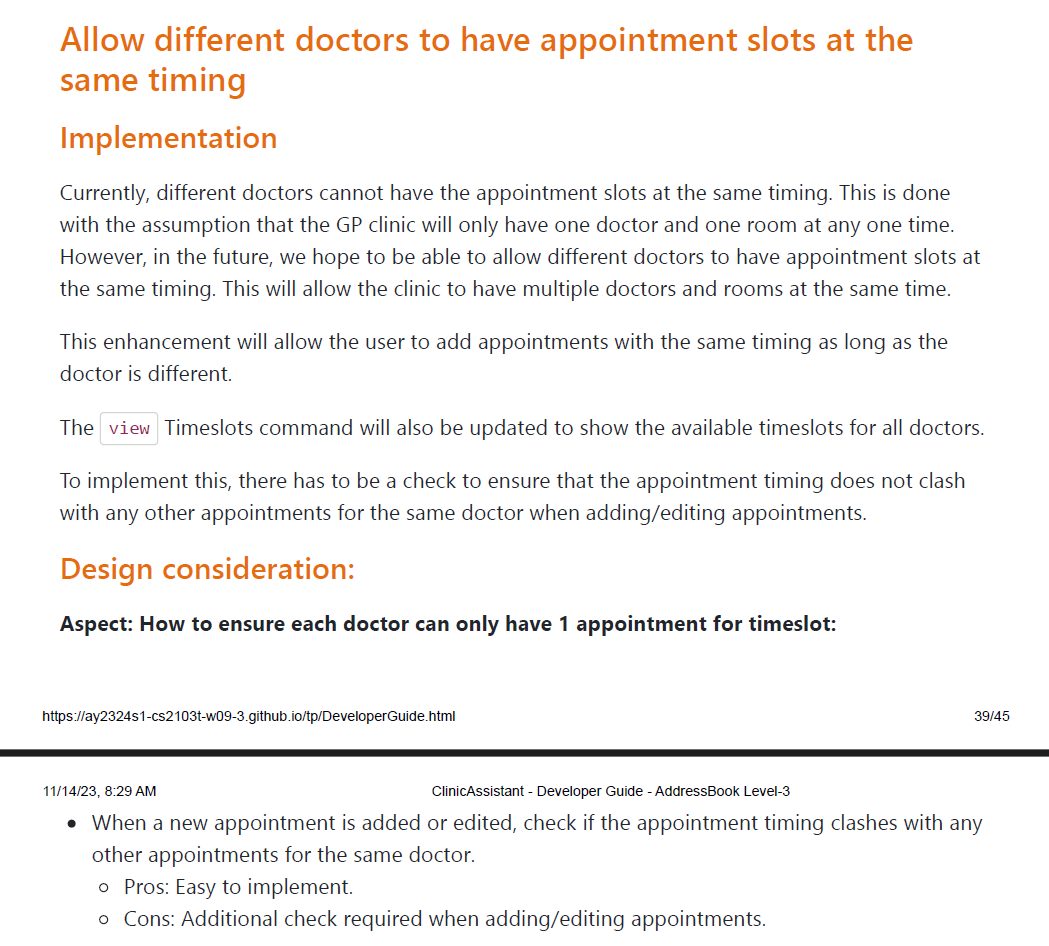 Allow different doctors to have appointment slots at the
same timing
Implementation
Currently, different doctors cannot have the appointment slots at the same timing. This is done
with the assumption that the GP clinic will only have one doctor and one room at any one time.
However, in the future, we hope to be able to allow different doctors to have appointment slots at
the same timing. This will allow the clinic to have multiple doctors and rooms at the same time.
This enhancement will allow the user to add appointments with the same timing as long as the
doctor is different.
The view Timeslots command will also be updated to show the available timeslots for all doctors.
To implement this, there has to be a check to ensure that the appointment timing does not clash
with any other appointments for the same doctor when adding/editing appointments.
Design consideration:
Aspect: How to ensure each doctor can only have 1 appointment for timeslot:
https://ay2324s1-cs2103t-w09-3.github.io/tp/DeveloperGuide.html 39/45
11/14/23, 8:29 AM ClinicAssistant - Developer Guide - AddressBook Level-3
• When a new appointment is added or edited, check if the appointment timing clashes with any
other appointments for the same doctor.
○ Pros: Easy to implement.
○ Cons: Additional check required when adding/editing appointments.